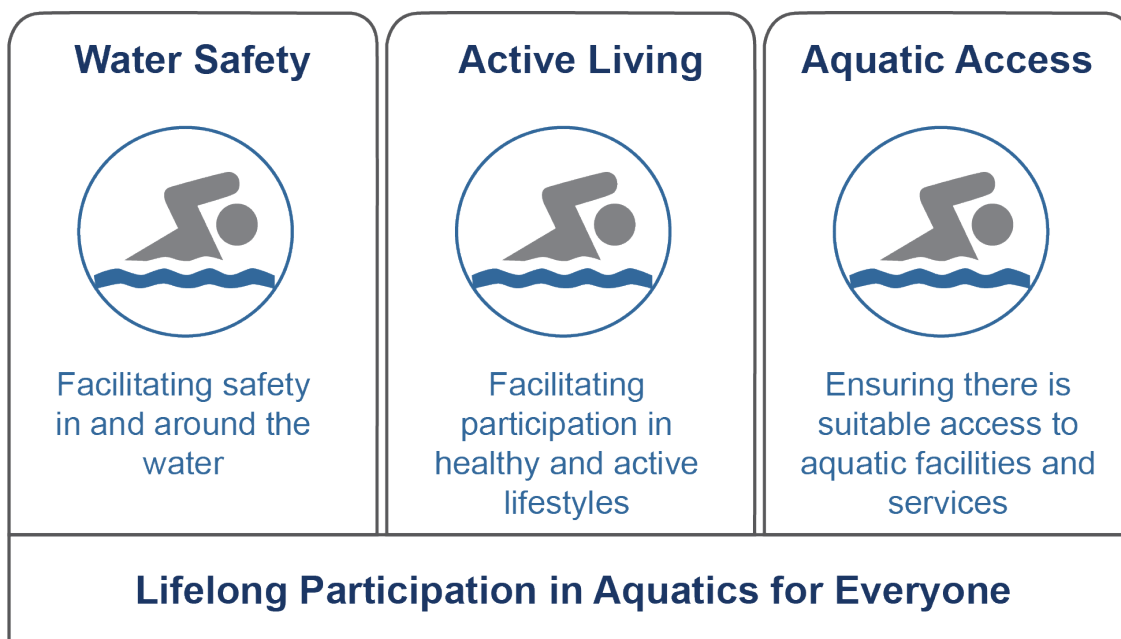 Water Safety
Facilitating safety
in and around the
water
Active Living
Facilitating
participation in
healthy and active
lifestyles
Aquatic Access
Ensuring there is
suitable access to
aquatic facilities and
services
Lifelong Participation in Aquatics for Everyone